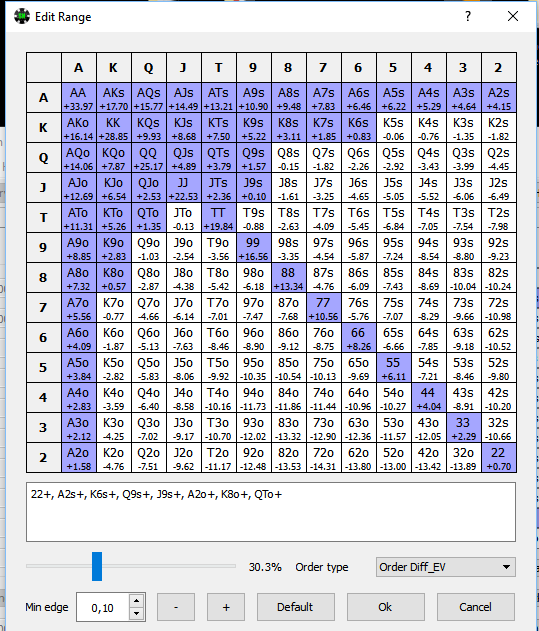 Edit Range
A K Q J T 9 8 7 6 5 4 3 2
A AA AKs AQs AJs ATs A9s A8s A7s A6s A5s A4s A3s A2s
+33.97 +17.70 +15.77 +14.49 +13.21 +10.90 +9.48 +7.83 +6.46 +6.22 +5.29 +4.64 +4.15
K AKo KK KQs KJs KTs K9s K8s K7s K6s K5s K4s K3s K2s
+16.14 +28.85 +9.93 +8.68 +7.50 +5.22 +3.11 +1.85 +0.83 -0.06 -0.76 -1.35 -1.82
Q AQo KQo QQ QJs QTs Q9s Q8s Q7s Q6s Q5s Q4s Q3s Q2s
+14.06 +7.87 +25.17 +4.89 +3.79 +1.57 -0.15 -1.82 -2.26 -2.92 -3.43 -3.99 -4.45
J AJo KJo QJo JJ JTs J9s J8s J7s J6s J5s J4s J3s J2s
+12.69 +6.54 +2.53 +22.53 +2.36 +0.10 -1.61 -3.25 -4.65 -5.05 -5.52 -6.06 -6.49
T ATo KTo QTo JTo TT T9s T8s T7s T6s T5s T4s T3s T2s
+11.31 +5.26 +1.35 -0.13 +19.84 -0.88 -2.63 -4.09 -5.45 -6.84 -7.05 -7.54 -7.98
9 A9o K9o Q9o J9o T9o 99 98s 97s 96s 95s 94s 93s 92s
+8.85 +2.83 -1.03 -2.54 -3.56 +16.56 -3.35 -4.54 -5.87 -7.24 -8.54 -8.80 -9.23
8 A8o K8o Q8o J8o T8o 98o 88 87s 86s 85s 84s 83s 82s
+7.32 +0.57 -2.87 -4.38 -5.42 -6.18 +13.34 -4.76 -6.09 -7.43 -8.69 -10.04 -10.24
7 A7o K7o Q7o J7o T7o 97o 87o 77 76s 75s 74s 73s 72s
+5.56 -0.77 -4.66 -6.14 -7.01 -7.47 -7.68 +10.56 -5.76 -7.07 -8.29 -9.66 -10.98
6 A6o K6o Q6o J6o T6o 96o 86o 76o 66 65s 64s 63s 62s
+4.09 -1.87 -5.13 -7.63 -8.46 -8.90 -9.12 -8.75 +8.26 -6.66 -7.85 -9.18 -10.52
5 A5o K5o Q5o J5o T5o 95o 85o 75o 65o 55 54s 53s 52s
+3.84 -2.82 -5.83 -8.06 -9.92 -10.35 -10.54 -10.13 -9.69 +6.11 -7.21 -8.46 -9.80
4 A4o K4o Q4o J4o T4o 94o 84o 74o 64o 54o 44 43s 42s
+2.83 -3.59 -6.40 -8.58 -10.16 -11.73 -11.86 -11.44 -10.96 -10.27 +4.04 -8.91 -10.20
3 A3o K3o Q3o J3o T3o 93o 83o 73o 63o 53o 43o 33 32s
+2.12 -4.25 -7.02 -9.17 -10.70 -12.02 -13.32 -12.90 -12.36 -11.57 -12.05 +2.29 -10.66
2 A2o K2o Q2o J2o T2o 92o 82o 72o 62o 52o 42o 32o 22
+1.58 -4.76 -7.51 -9.62 -11.17 -12.48 -13.53 -14.31 -13.80 -13.00 -13.42 -13.89 +0.70
22+, A2s+, K6s+, Q9s+, J9s+, A2o+, K8o+, QTo+
30.3% Order type Order Diff_EV
Min edge 0,10 - + Default Ok Cancel